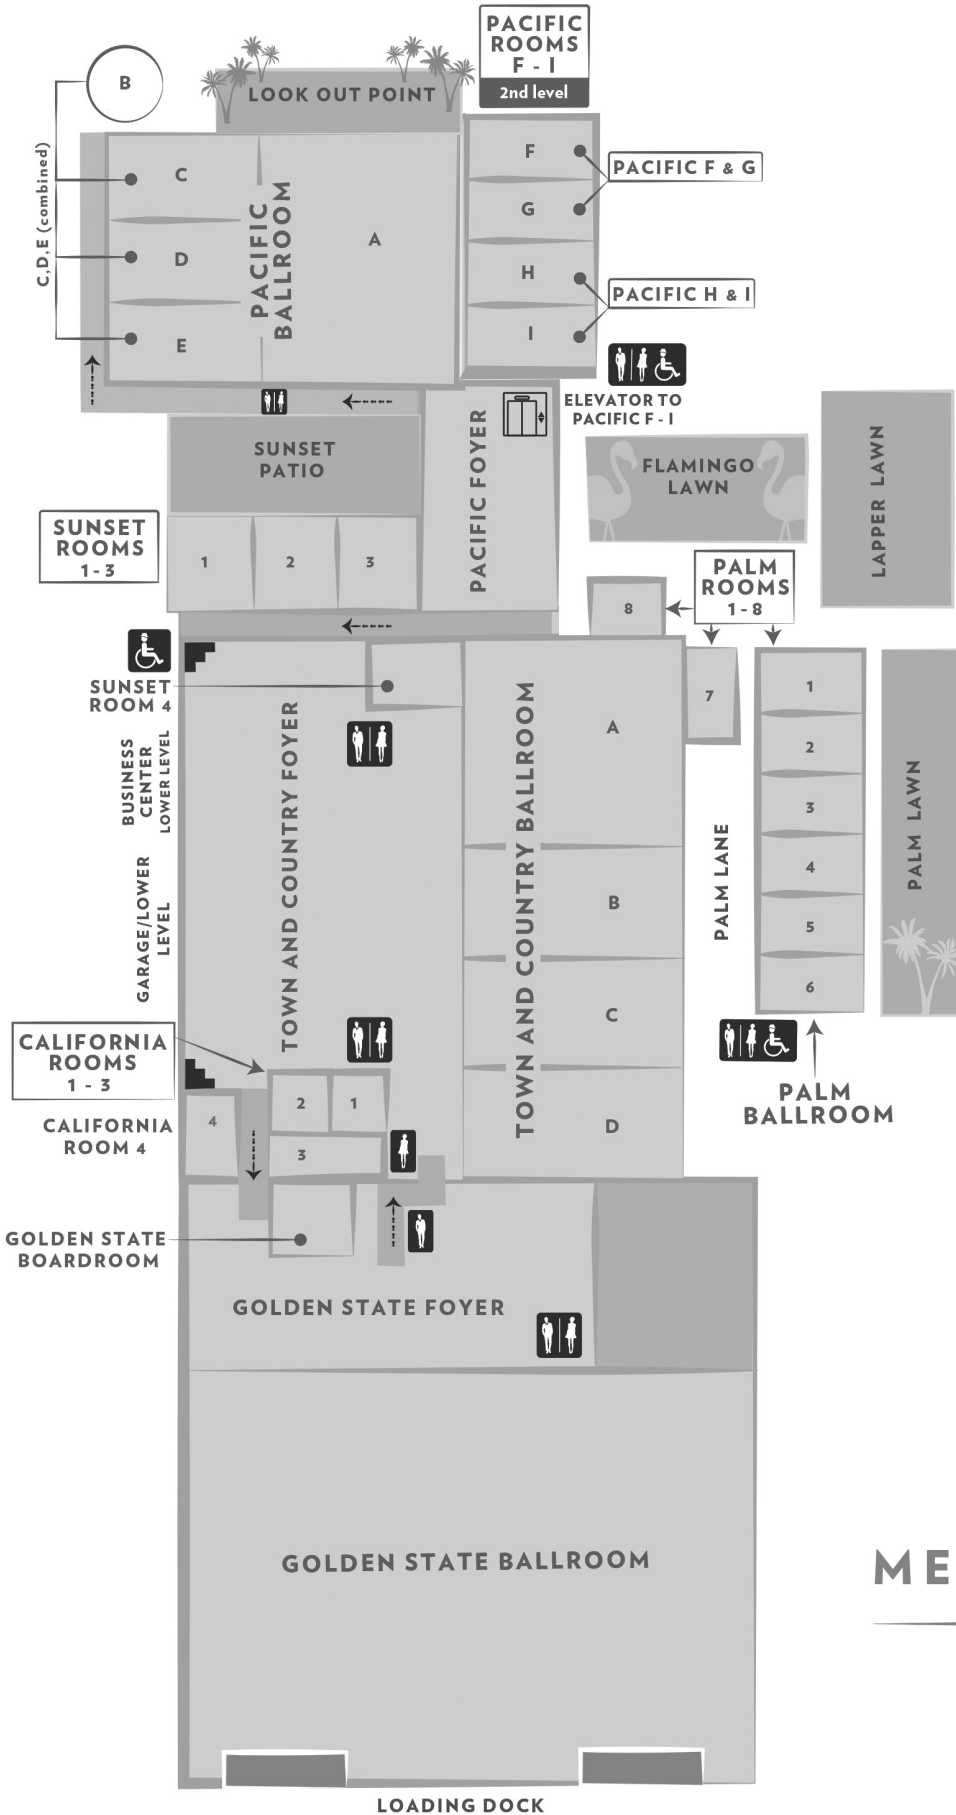 PACIFIC
ROOMS
F - I
2nd level
B
LOOK OUT POINT
C,D,E (combined)
C
D
E
PACIFIC
BALLROOM
A
F
G
H
I
PACIFIC F & G
PACIFIC H & I
ELEVATOR TO
PACIFIC F - I
SUNSET
PATIO
PACIFIC FOYER
FLAMINGO
LAWN
LAPPER LAWN
SUNSET
ROOMS
1 - 3
1
2
3
PALM
ROOMS
1 - 8
8
7
SUNSET
ROOM 4
BUSINESS
CENTER
LOWER LEVEL
GARAGE/LOWER
LEVEL
TOWN AND COUNTRY FOYER
TOWN AND COUNTRY BALLROOM
A
B
C
D
PALM LANE
1
2
3
4
5
6
PALM LAWN
PALM
BALLROOM
CALIFORNIA
ROOMS
1 - 3
2
1
3
4
CALIFORNIA
ROOM 4
GOLDEN STATE
BOARDROOM
GOLDEN STATE FOYER
GOLDEN STATE BALLROOM
ME
LOADING DOCK